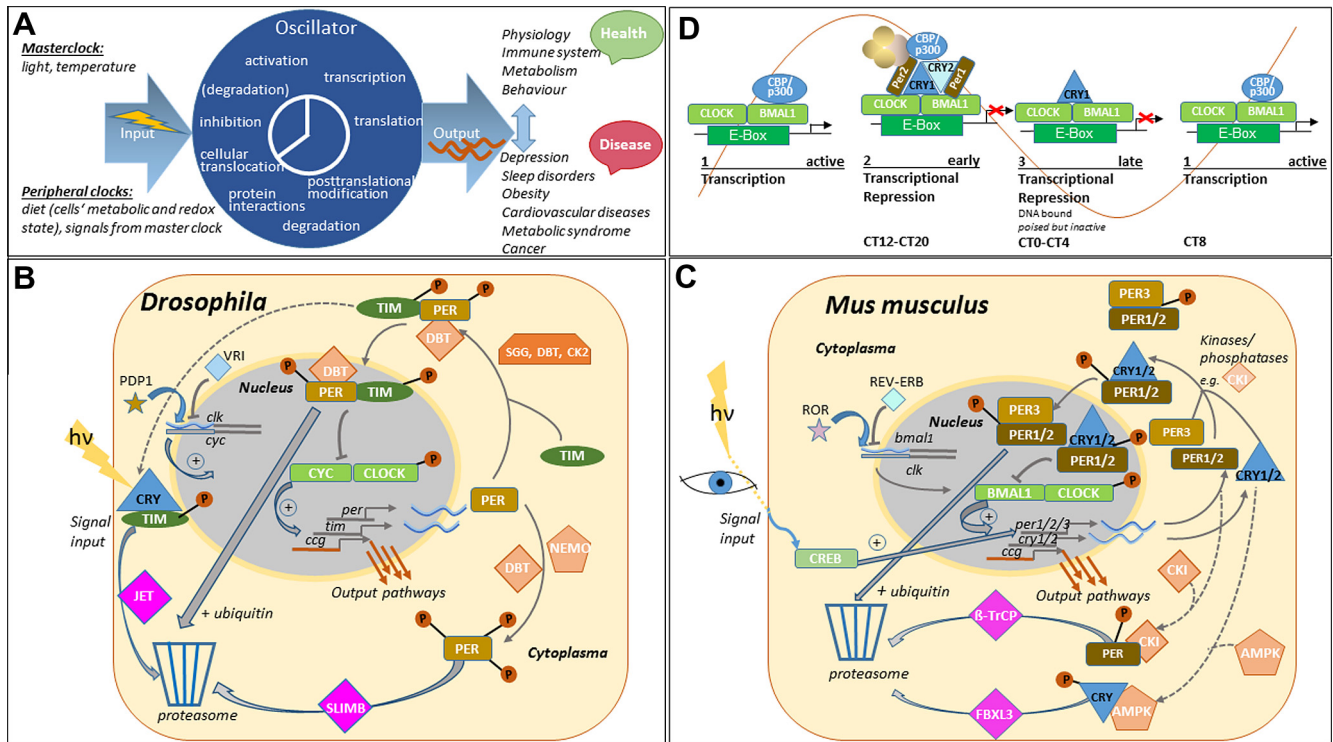 A
Oscillator
Masterclock:
light, temperature
Input
activation
transcription
(degradation)
inhibition
translation
cellular
translocation
posttranslational
modification
protein
interactions
degradation
Output
Peripheral clocks:
diet (cells‘ metabolic and redox
state), signals from master clock
Physiology
Immune system
Metabolism
Behaviour
Health
Disease
Depression
Sleep disorders
Obesity
Cardiovascular diseases
Metabolic syndrome
Cancer
D
CBP/
p300
CLOCK
BMAL1
E-Box
1
active
Transcription
CBP/
p300
Per2
CRY2
CRY1
Per1
CLOCK
BMAL1
E-Box
2
early
Transcriptional
Repression
CT12-CT20
CRY1
CLOCK
BMAL1
E-Box
3
late
Transcriptional
Repression
DNA bound
poised but inactive
CT0-CT4
CBP/
p300
CLOCK
BMAL1
E-Box
1
active
Transcription
CT8
B
Drosophila
TIM
P
PER
P
DBT
SGG, DBT, CK2
VRI
PDP1
Nucleus
P
DBT
PER
TIM
P
clk
cyc
hν
+
CYC
CLOCK
P
TIM
CRY
TIM
P
PER
Signal
input
+
per
tim
ccg
NEMO
DBT
Output pathways
JET
+ ubiquitin
P
P
PER
P
Cytoplasma
proteasome
SLIMB
C
Mus musculus
PER3
P
PER1/2
Cytoplasma
Kinases/
phosphatases
e.g.
CKI
P
CRY1/2
PER1/2
REV-ERB
ROR
Nucleus
P
PER3
PER1/2
CRY1/2
P
PER1/2
PER3
PER1/2
CRY1/2
hν
bmal1
clk
BMAL1
CLOCK
P
+
Signal
input
per1/2/3
cry1/2
ccg
CREB
+
Output pathways
CKI
+ ubiquitin
ß-TrCP
P
CKI
PER
AMPK
proteasome
P
CRY
AMPK
FBXL3